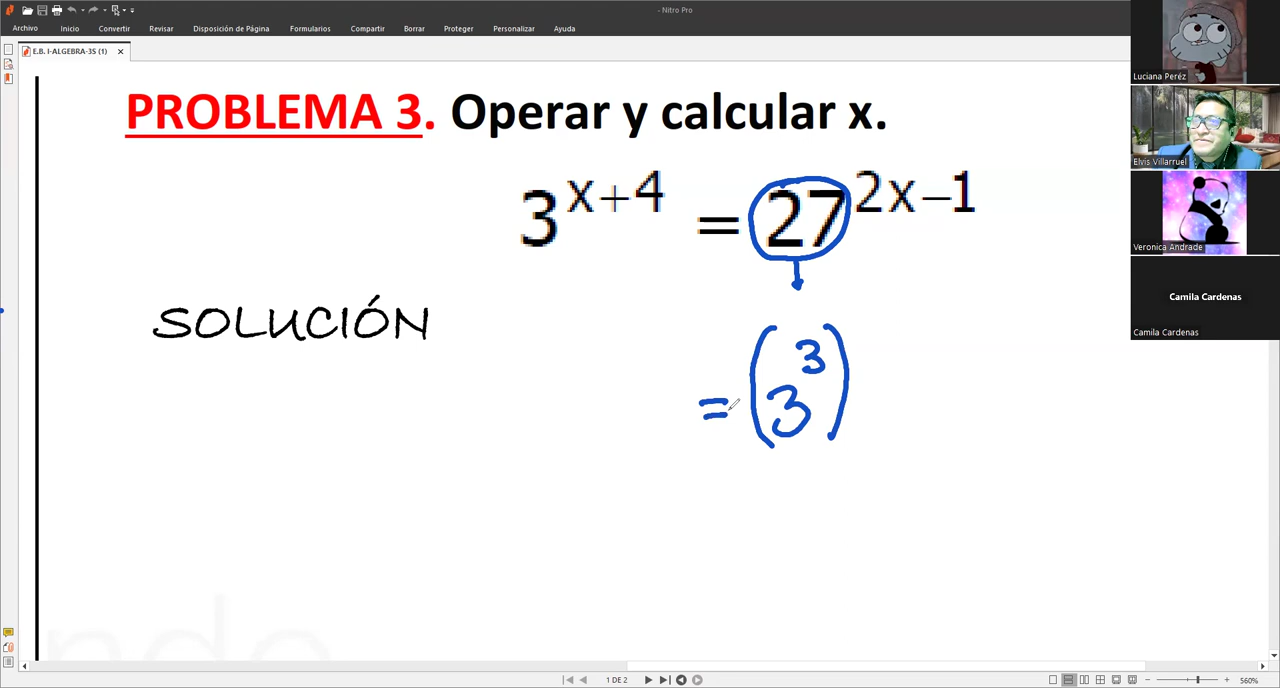 - Nitro Pro
Archivo Inicio Convertir Revisar Disposición de Página Formularios Compartir Borrar Proteger Personalizar Ayuda
E.B. I-ALGEBRA-3S (1)
PROBLEMA 3. Operar y calcular x.
3^{x+4} = 27^{2x-1}
SOLUCIÓN
= (3^3)
Luciana Peréz
Elvis Villarruel
Veronica Andrade
Camila Cardenas
Camila Cardenas
1 DE 2
560%